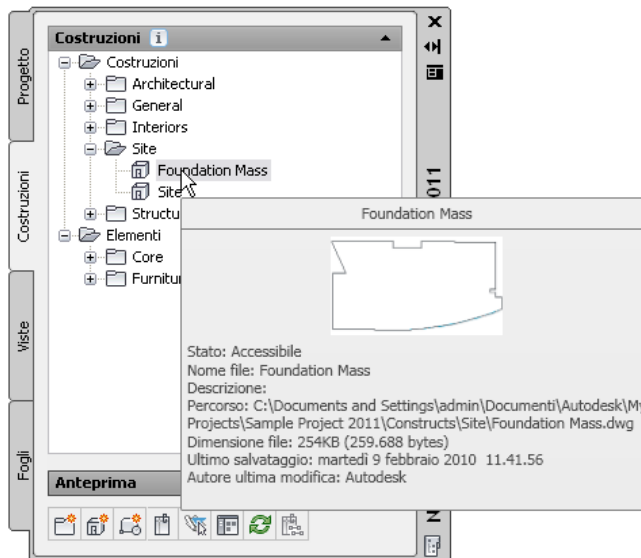 Costruzioni
Costruzioni
Architectural
General
Interiors
Site
Foundation Mass
Site
Structu
Elementi
Core
Furnitu
Progetto
Costruzioni
Viste
Fogli
011
Foundation Mass
Stato: Accessibile
Nome file: Foundation Mass
Descrizione:
Percorso: C:\Documents and Settings\admin\Documenti\Autodesk\My
Projects\Sample Project 2011\Constructs\Site\Foundation Mass.dwg
Dimensione file: 254KB (259.688 bytes)
Ultimo salvataggio: martedì 9 febbraio 2010 11.41.56
Autore ultima modifica: Autodesk
Anteprima
N